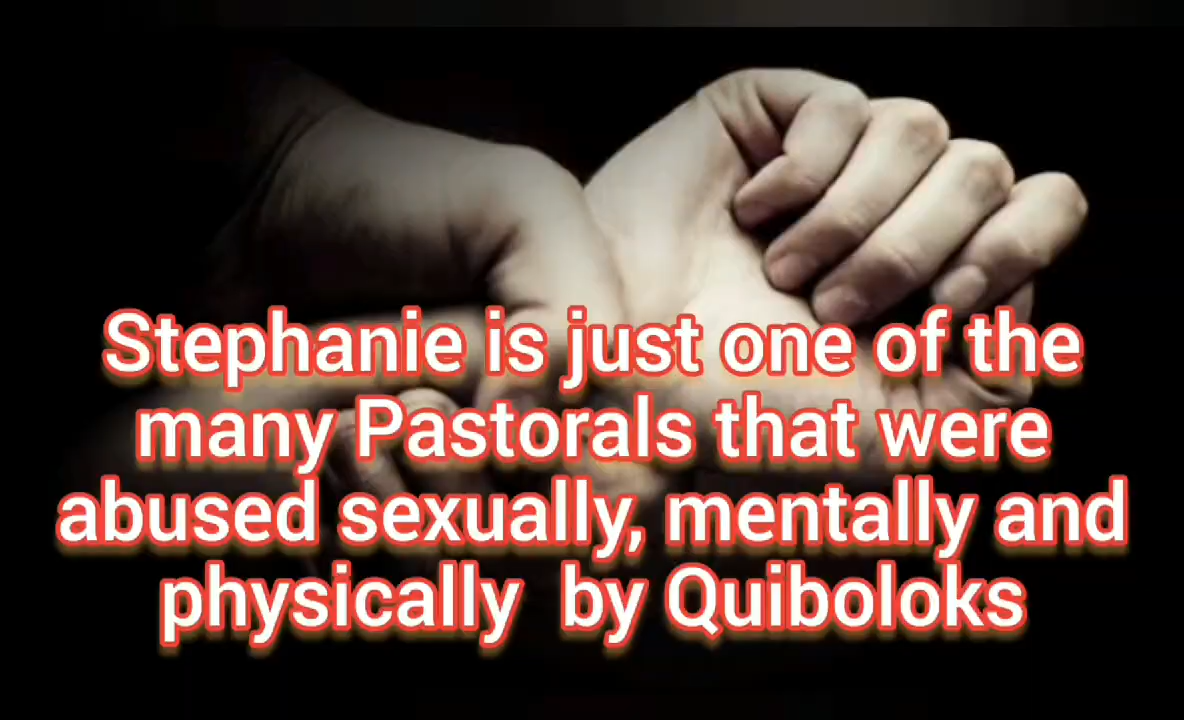 Stephanie is just one of the
many Pastorals that were
abused sexually, mentally and
physically by Quiboloks